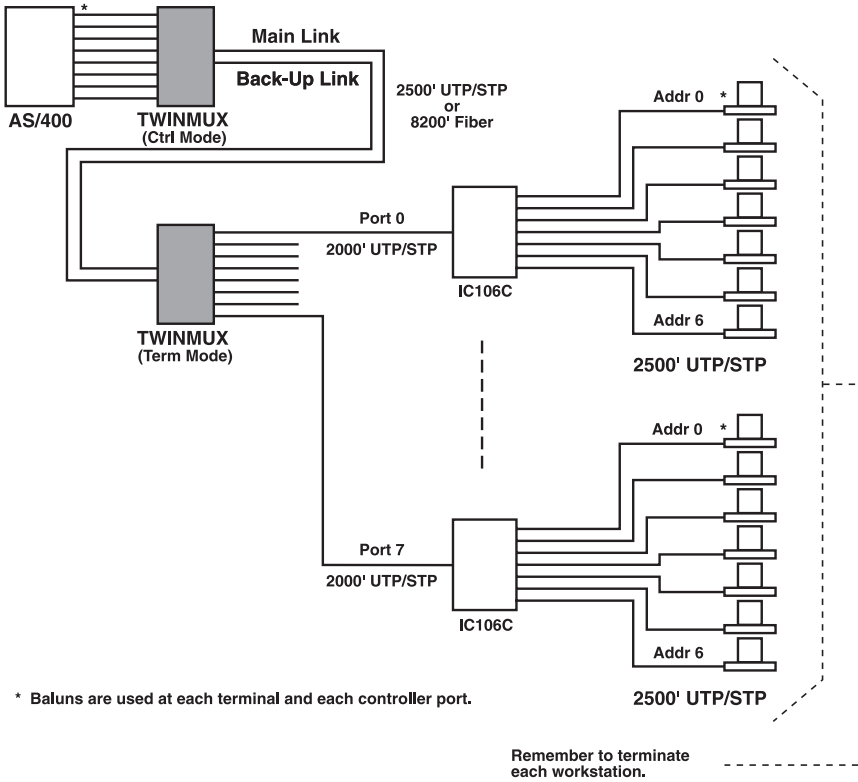 *
Main Link
Back-Up Link
AS/400
TWINMUX
(Ctrl Mode)
2500' UTP/STP
or
8200' Fiber
Addr 0 *
Port 0
2000' UTP/STP
IC106C
Addr 6
TWINMUX
(Term Mode)
2500' UTP/STP
Addr 0 *
Port 7
2000' UTP/STP
IC106C
Addr 6
* Baluns are used at each terminal and each controller port.
2500' UTP/STP
Remember to terminate
each workstation.